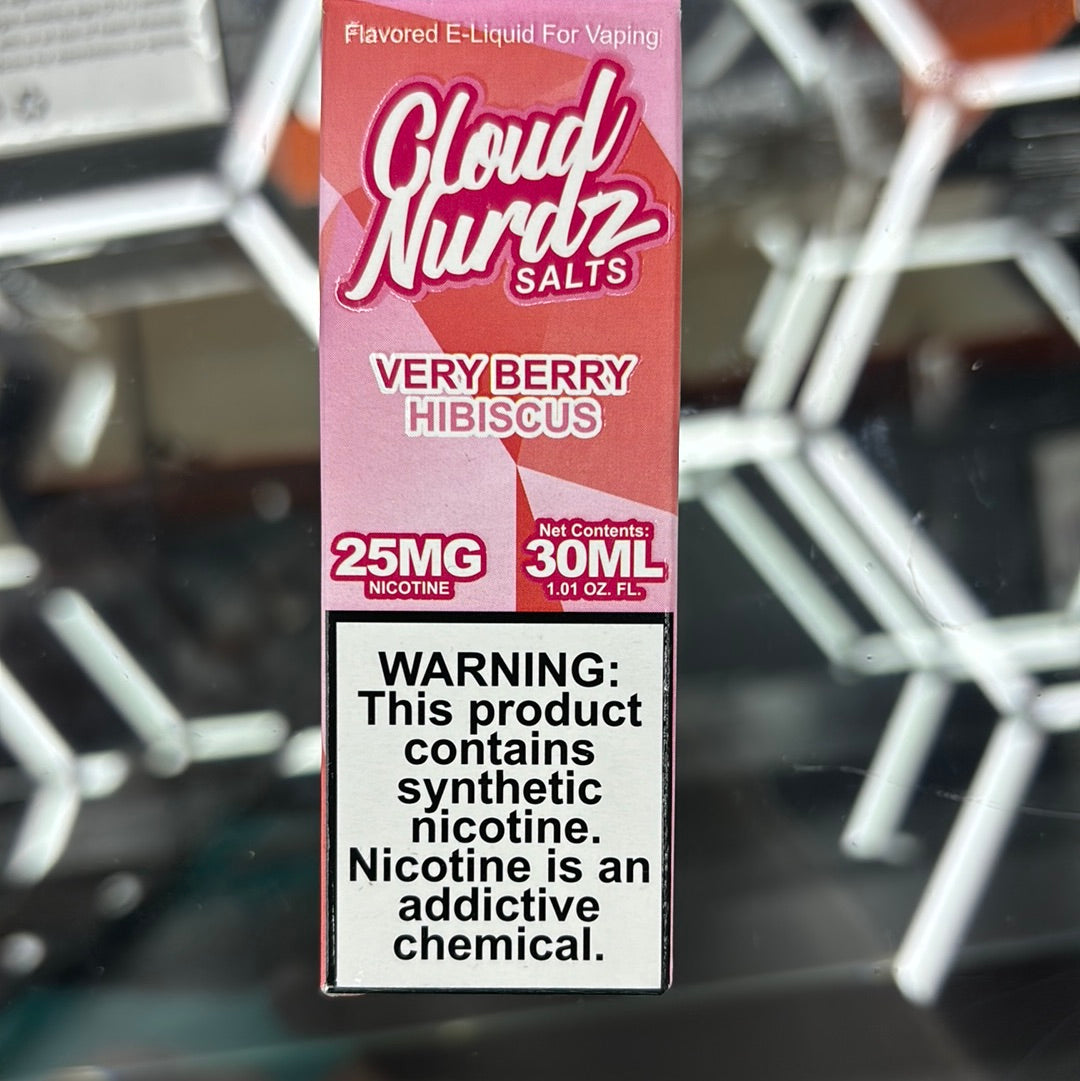 Flavored E-Liquid For Vaping
Cloud
Nurdz
SALTS
VERY BERRY
HIBISCUS
25MG
NICOTINE
Net Contents:
30ML
1.01 OZ. FL.
WARNING:
This product
contains
synthetic
nicotine.
Nicotine is an
addictive
chemical.